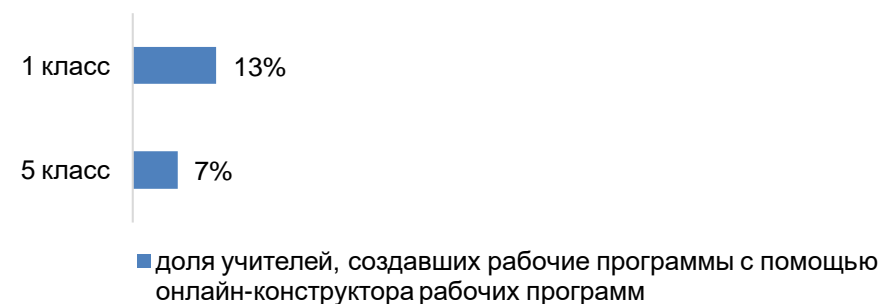 1 класс
13%
5 класс
7%
доля учителей, создавших рабочие программы с помощью
онлайн-конструктора рабочих программ